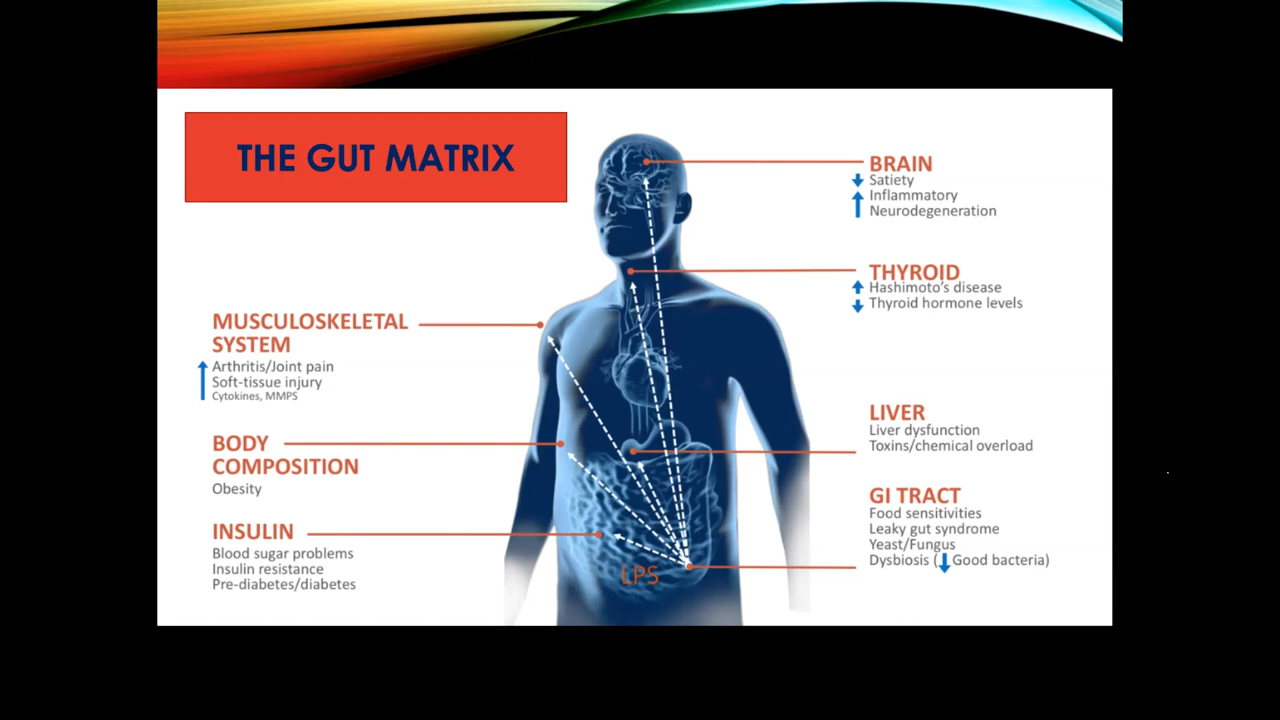 THE GUT MATRIX
BRAIN
Satiety
Inflammatory
Neurodegeneration
THYROID
Hashimoto's disease
Thyroid hormone levels
MUSCULOSKELETAL
SYSTEM
Arthritis/Joint pain
Soft-tissue injury
Cytokines, MMPS
BODY
COMPOSITION
Obesity
INSULIN
Blood sugar problems
Insulin resistance
Pre-diabetes/diabetes
LIVER
Liver dysfunction
Toxins/chemical overload
GI TRACT
Food sensitivities
Leaky gut syndrome
Yeast/Fungus
Dysbiosis (↓Good bacteria)
LPS